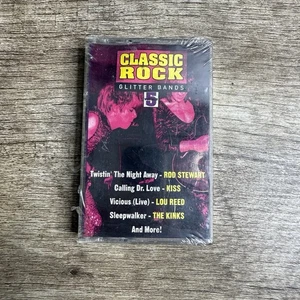 CLASSIC
ROCK
GLITTER BANDS
5
Twistin' The Night Away - ROD STEWART
Calling Dr. Love - KISS
Vicious (Live) - LOU REED
Sleepwalker - THE KINKS
And More!